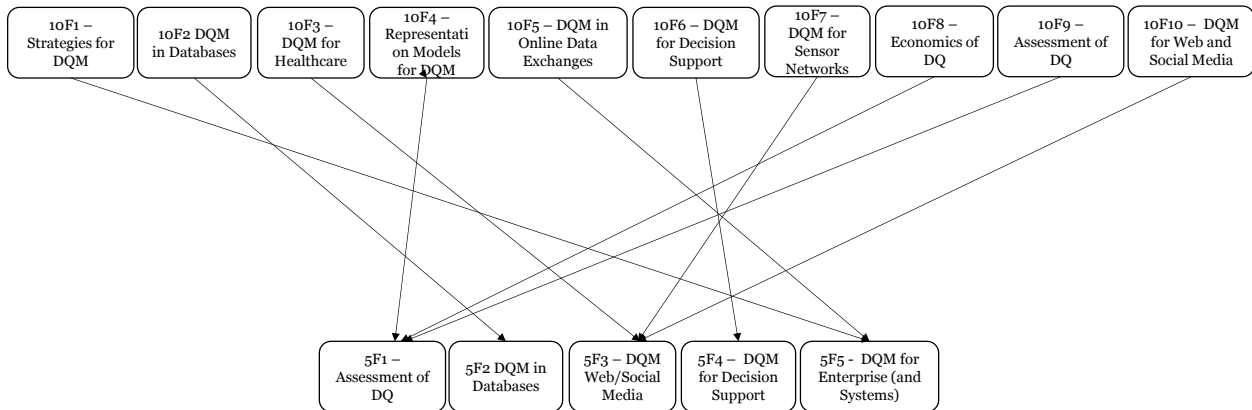 10F1 –
Strategies for
DQM
10F2 DQM
in Databases
10F3 –
DQM for
Healthcare
10F4 –
Representati
on Models
for DQM
10F5 – DQM in
Online Data
Exchanges
10F6 – DQM
for Decision
Support
10F7 –
DQM for
Sensor
Networks
10F8 –
Economics of
DQ
10F9 –
Assessment of
DQ
10F10 –  DQM
for Web and
Social Media
5F1 –
Assessment of
DQ
5F2 DQM in
Databases
5F3 – DQM
Web/Social
Media
5F4 –  DQM
for Decision
Support
5F5 -  DQM for
Enterprise (and
Systems)